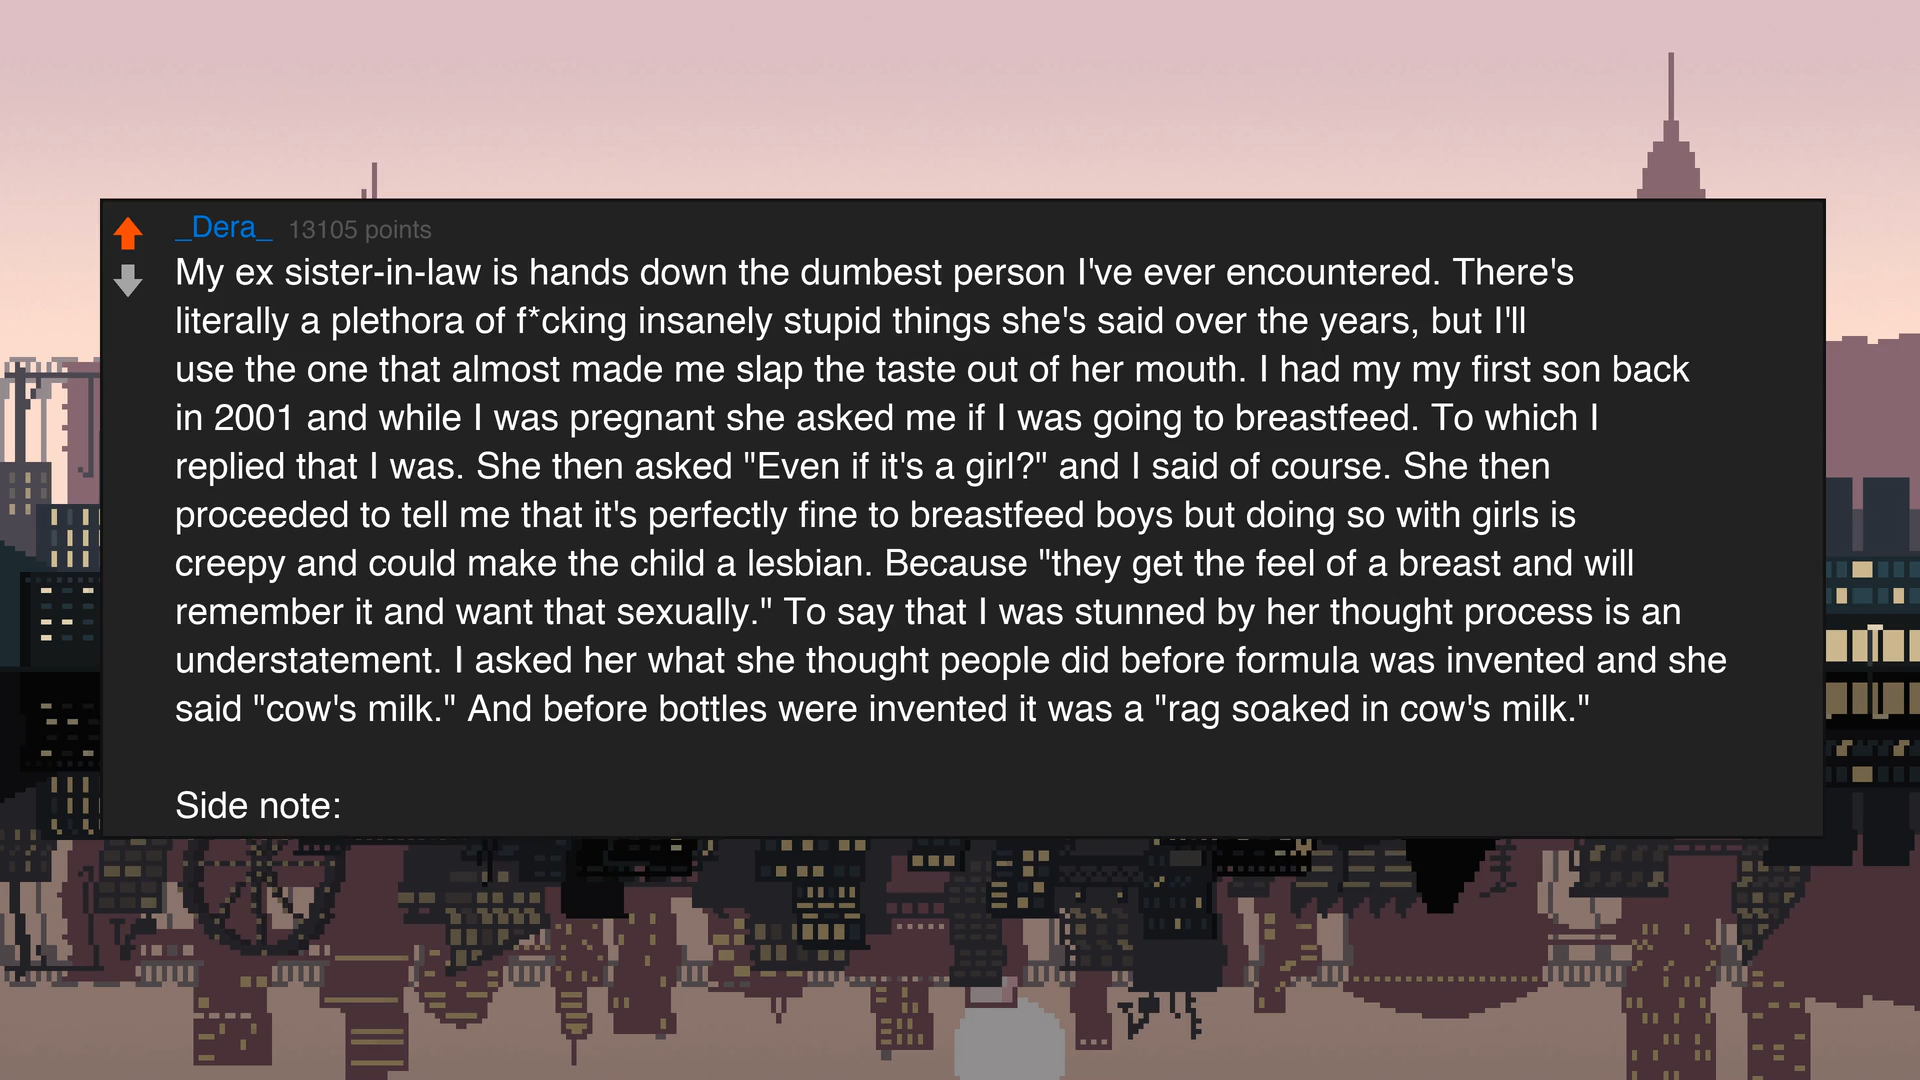 _Dera_ 13105 points
My ex sister-in-law is hands down the dumbest person I've ever encountered. There's
literally a plethora of f*cking insanely stupid things she's said over the years, but I'll
use the one that almost made me slap the taste out of her mouth. I had my my first son back
in 2001 and while I was pregnant she asked me if I was going to breastfeed. To which I
replied that I was. She then asked "Even if it's a girl?" and I said of course. She then
proceeded to tell me that it's perfectly fine to breastfeed boys but doing so with girls is
creepy and could make the child a lesbian. Because "they get the feel of a breast and will
remember it and want that sexually." To say that I was stunned by her thought process is an
understatement. I asked her what she thought people did before formula was invented and she
said "cow's milk." And before bottles were invented it was a "rag soaked in cow's milk."
Side note: